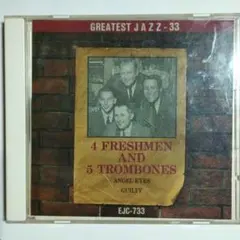 GREATEST JAZZ-33
4 FRESHMEN
AND
5 TROMBONES
ANGEL EYES
GUILTY
EJC-733